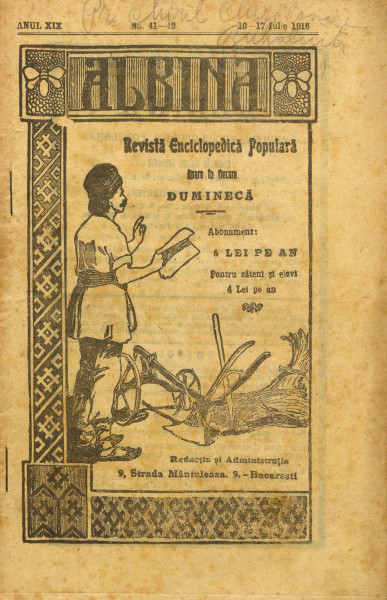 ANUL XIX No. 41-42 10-17 Iulie 1916
ALBINA
Revistă Enciclopedică Populară
Apare în fiecare
DUMINECĂ
Abonament:
6 LEI PE AN
Pentru săteni și elevi
4 Lei pe an
Redacția și Administrația
9, Strada Mântuleasa. 9.-București